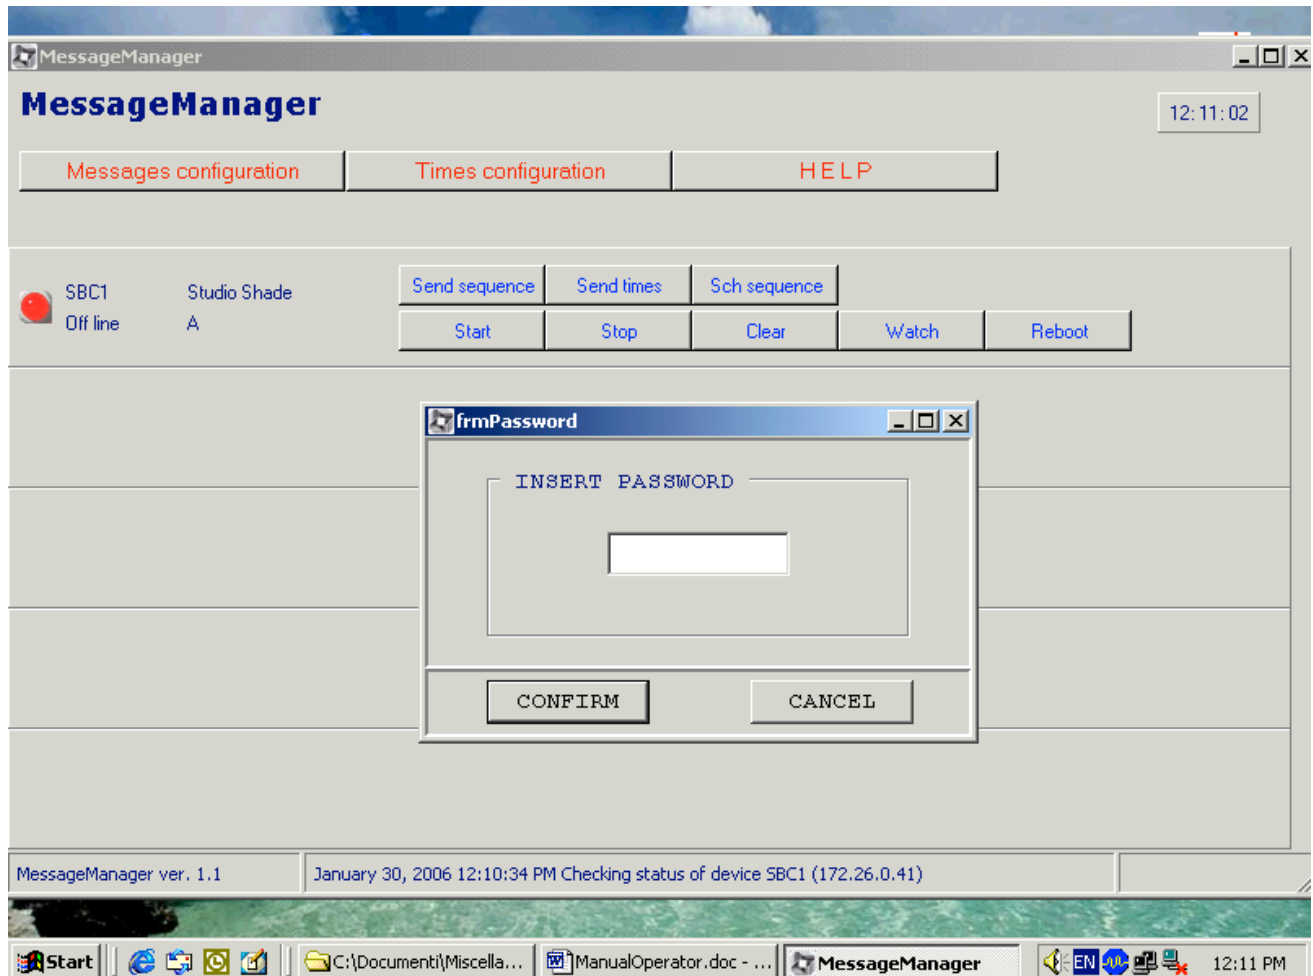 MessageManager
MessageManager
12:11:02
Messages configuration Times configuration HELP
SBC1 Studio Shade Send sequence Send times Sch sequence
Off line A Start Stop Clear Watch Reboot
frmPassword
INSERT PASSWORD
CONFIRM CANCEL
MessageManager ver. 1.1 January 30, 2006 12:10:34 PM Checking status of device SBC1 (172.26.0.41)
Start C:\Documenti\Miscella... ManualOperator.doc - ... MessageManager EN 12:11 PM